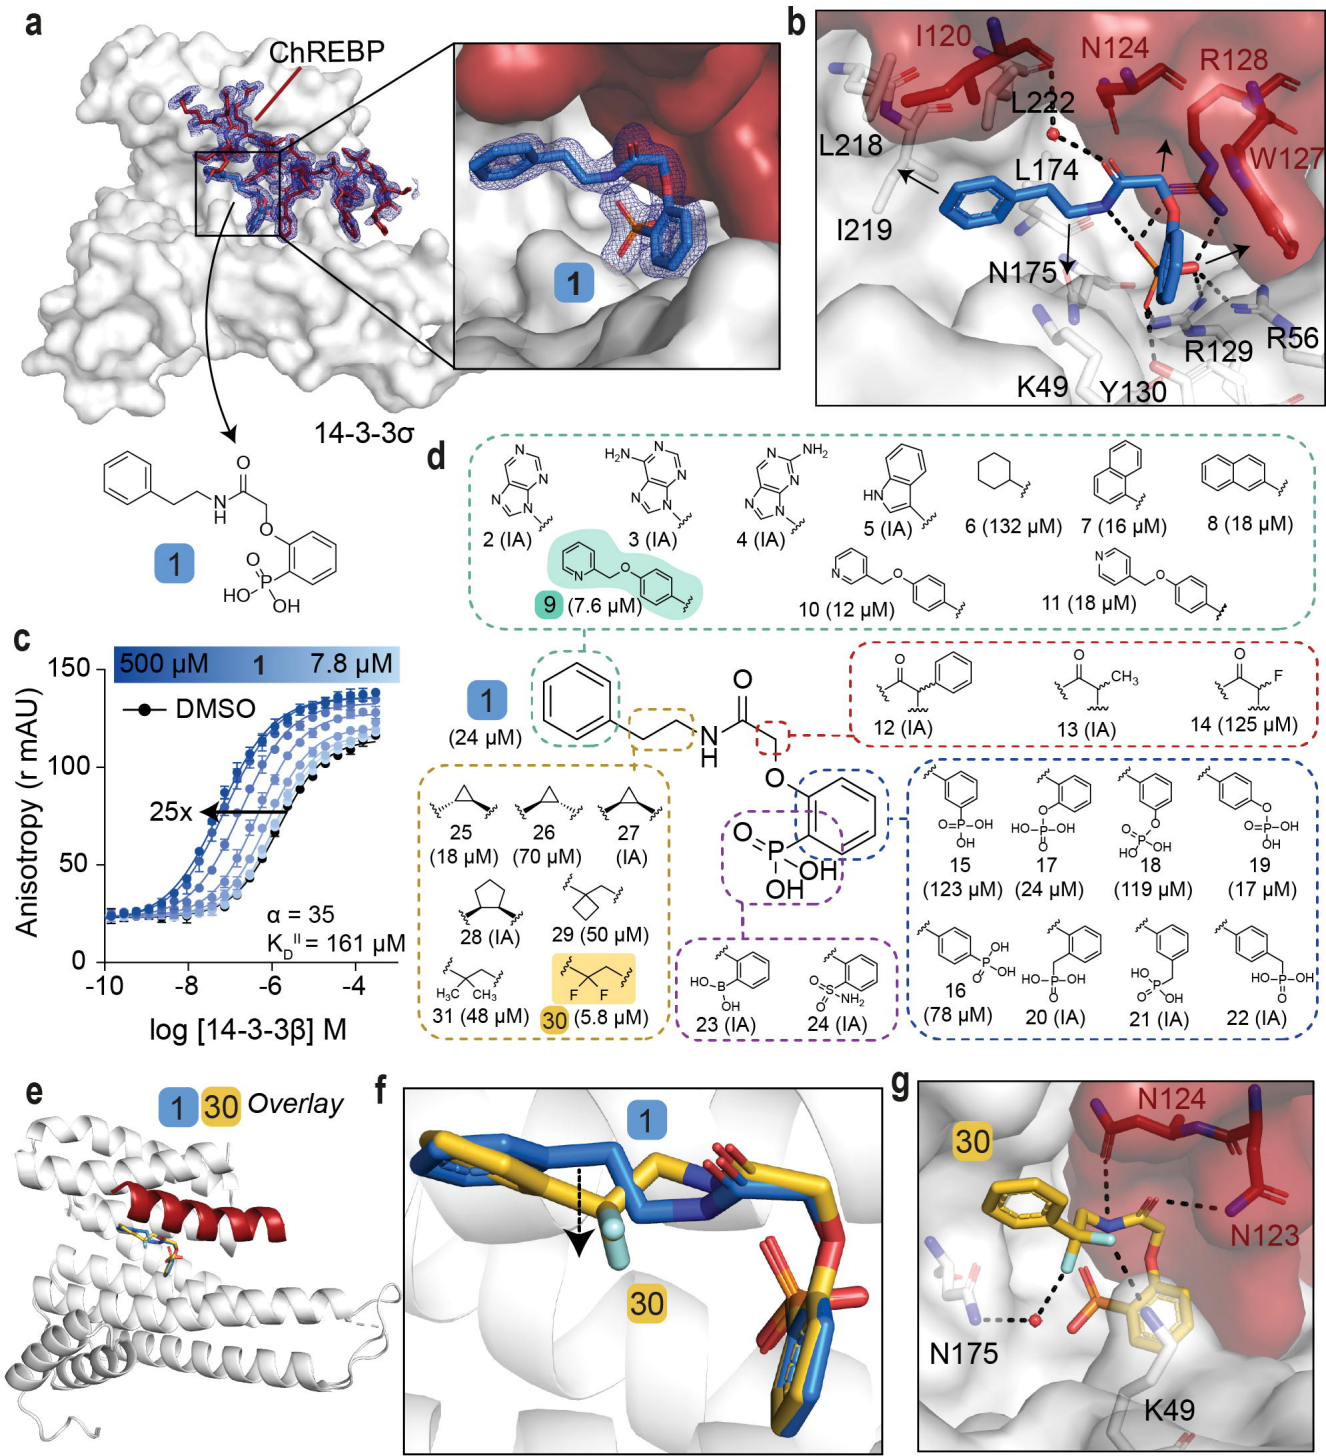 a
ChREBP
1
14-3-3σ
O
N
H
O
O
P
HO
OH
1
b
I120
N124
R128
L222
L218
L174
W127
I219
N175
R56
R129
K49
Y130
c
500 µM 1 7.8 µM
DMSO
25x
α = 35
K_D^II = 161 µM
Anisotropy (r mAU)
150
100
50
0
-10
-8
-6
-4
log [14-3-3β] M
d
2 (IA)
3 (IA)
4 (IA)
5 (IA)
6 (132 µM)
7 (16 µM)
8 (18 µM)
9 (7.6 µM)
10 (12 µM)
11 (18 µM)
1
(24 µM)
12 (IA)
13 (IA)
14 (125 µM)
15
(123 µM)
17
(24 µM)
18
(119 µM)
19
(17 µM)
16
(78 µM)
20 (IA)
21 (IA)
22 (IA)
23 (IA)
24 (IA)
25
(18 µM)
26
(70 µM)
27
(IA)
28 (IA)
29 (50 µM)
H₃C CH₃
31 (48 µM)
F F
30 (5.8 µM)
e
1 30 Overlay
f
1
30
g
30
N124
N123
N175
K49